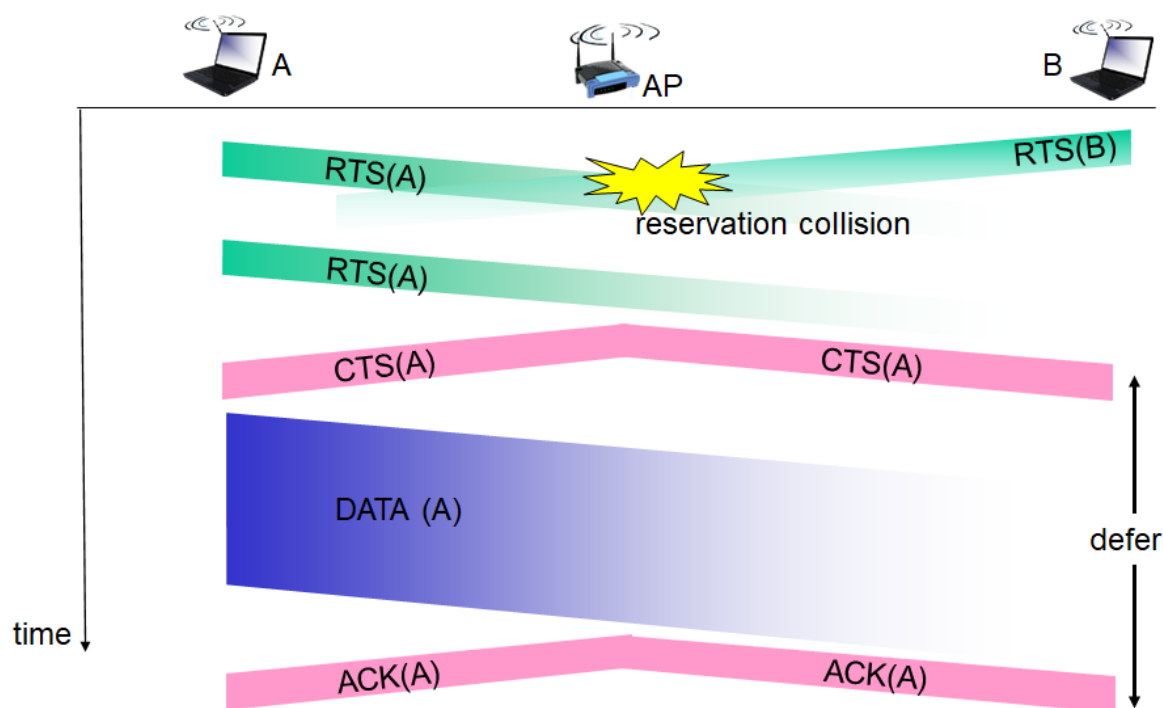 A
AP
B
RTS(A)
RTS(B)
reservation collision
RTS(A)
CTS(A)
CTS(A)
DATA (A)
defer
time
ACK(A)
ACK(A)